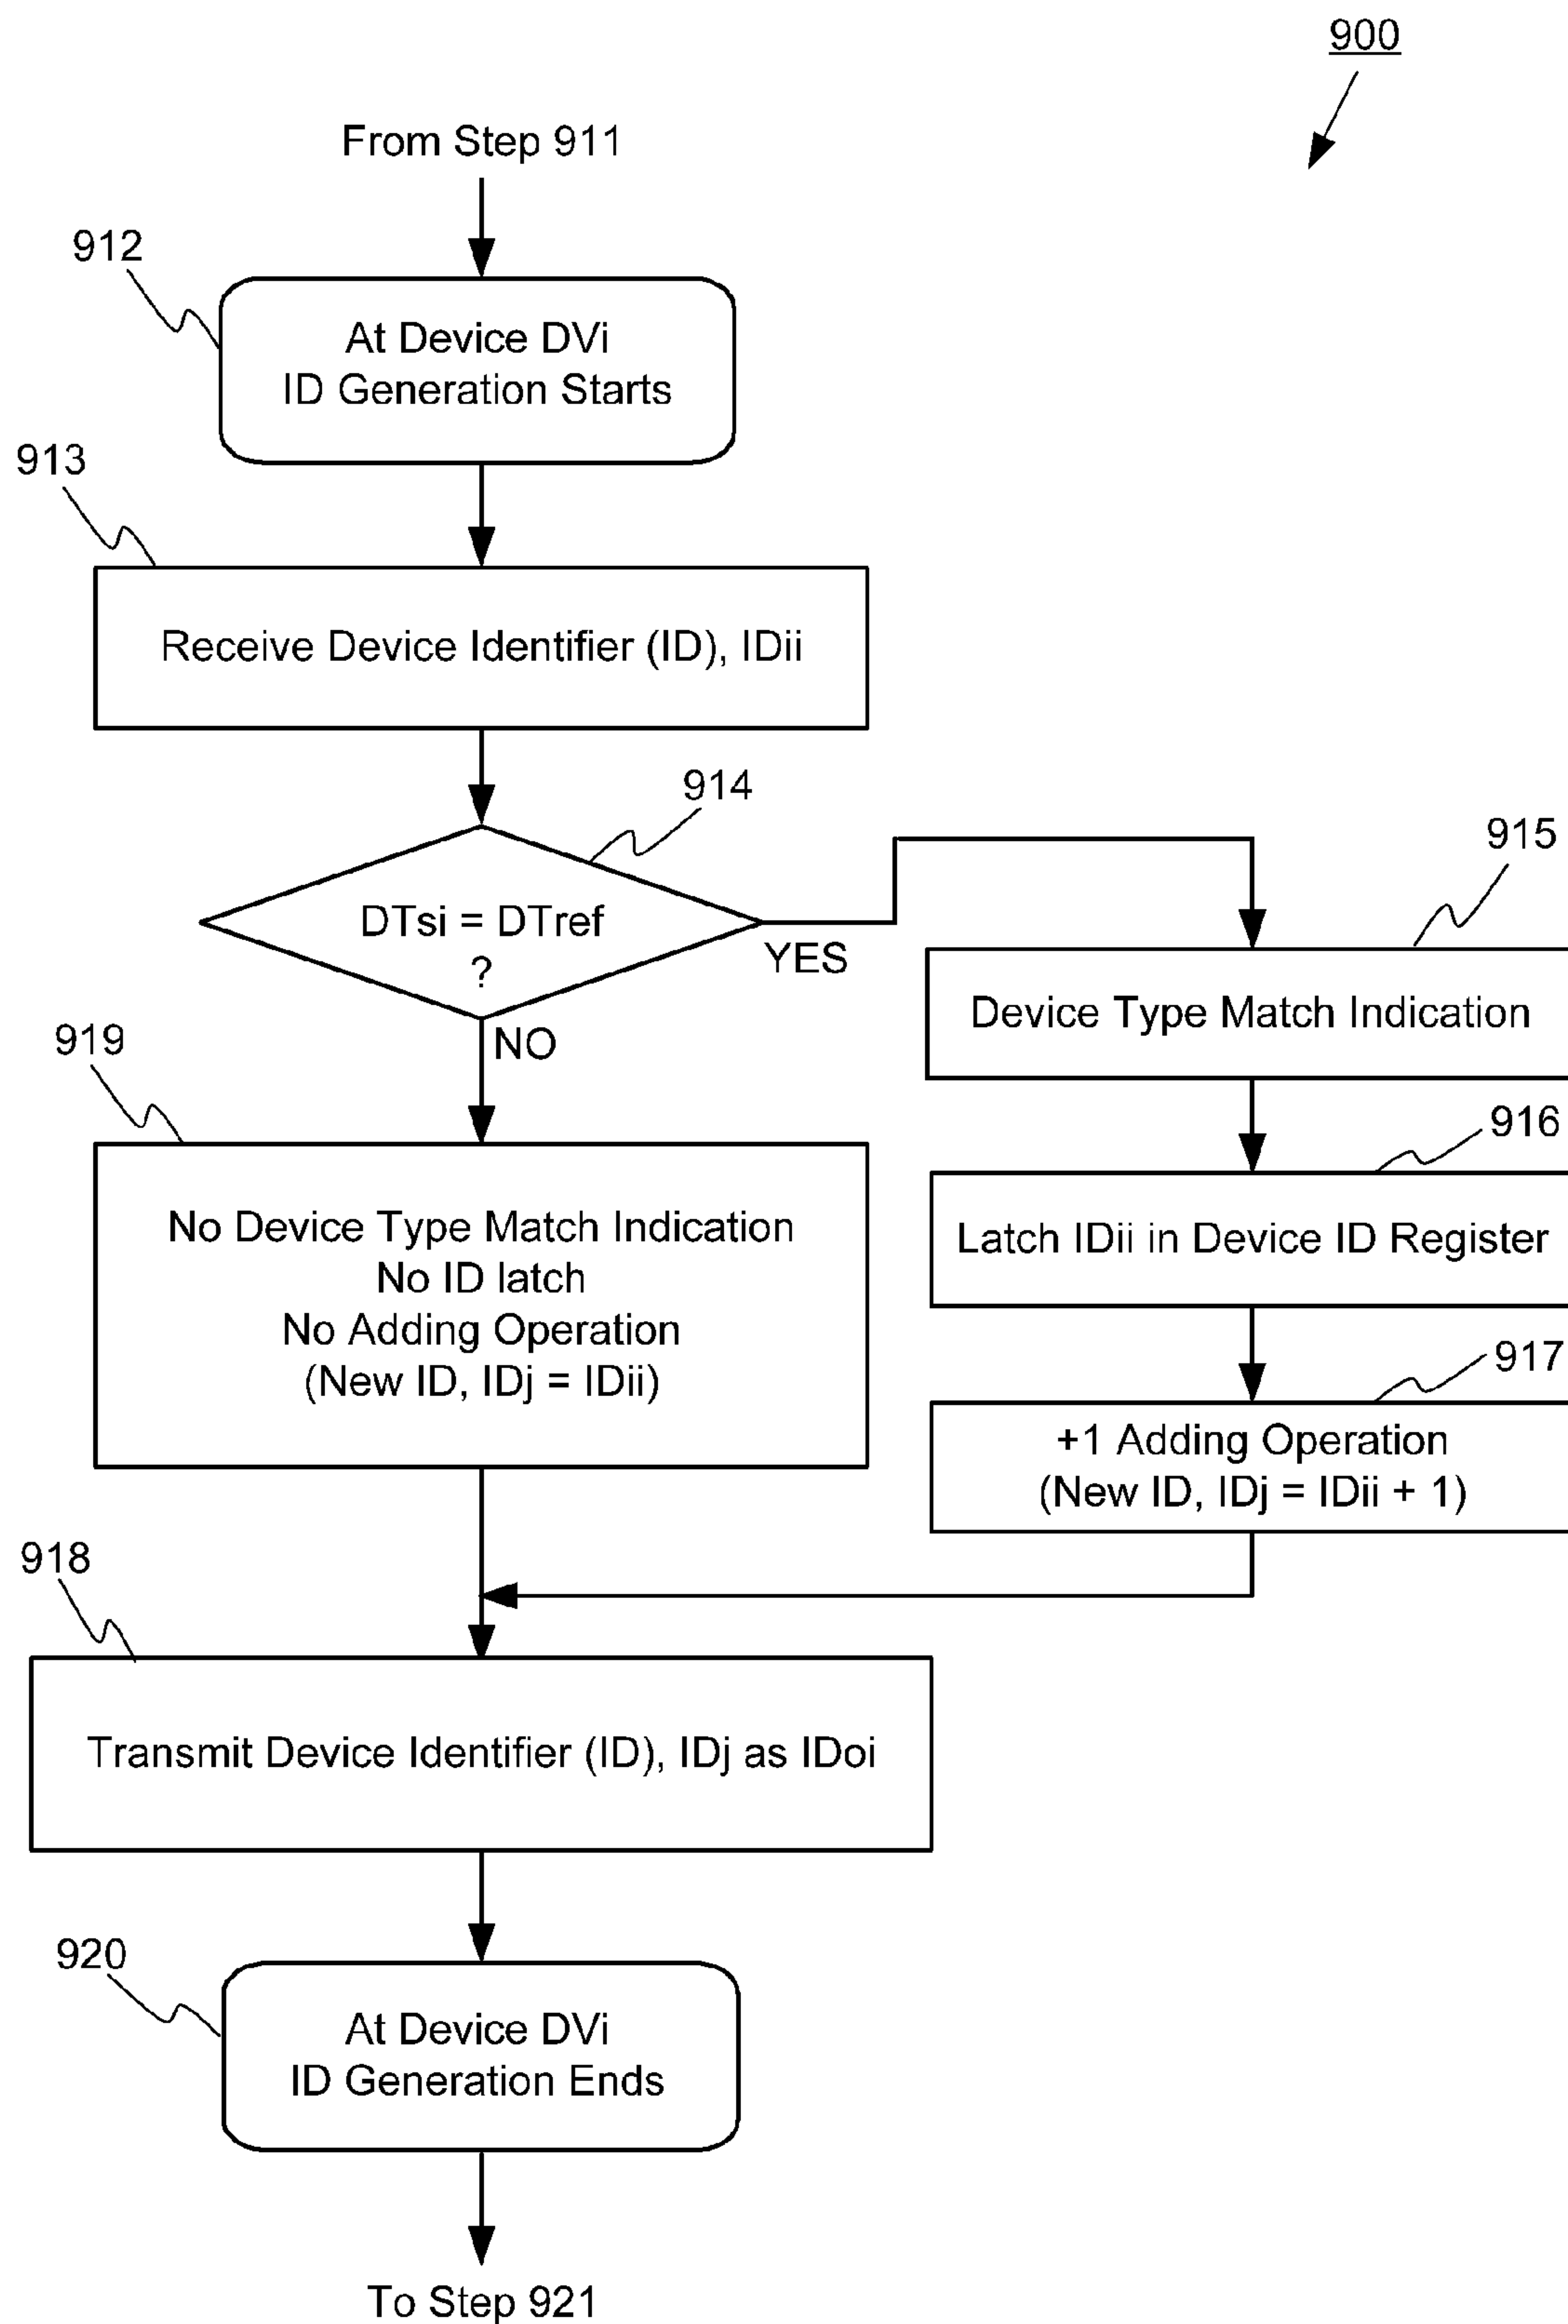 900
From Step 911
912
At Device DVi
ID Generation Starts
913
Receive Device Identifier (ID), IDii
914
DTsi = DTref
?
YES
NO
915
Device Type Match Indication
916
Latch IDii in Device ID Register
917
+1 Adding Operation
(New ID, IDj = IDii + 1)
919
No Device Type Match Indication
No ID latch
No Adding Operation
(New ID, IDj = IDii)
918
Transmit Device Identifier (ID), IDj as IDoi
920
At Device DVi
ID Generation Ends
To Step 921